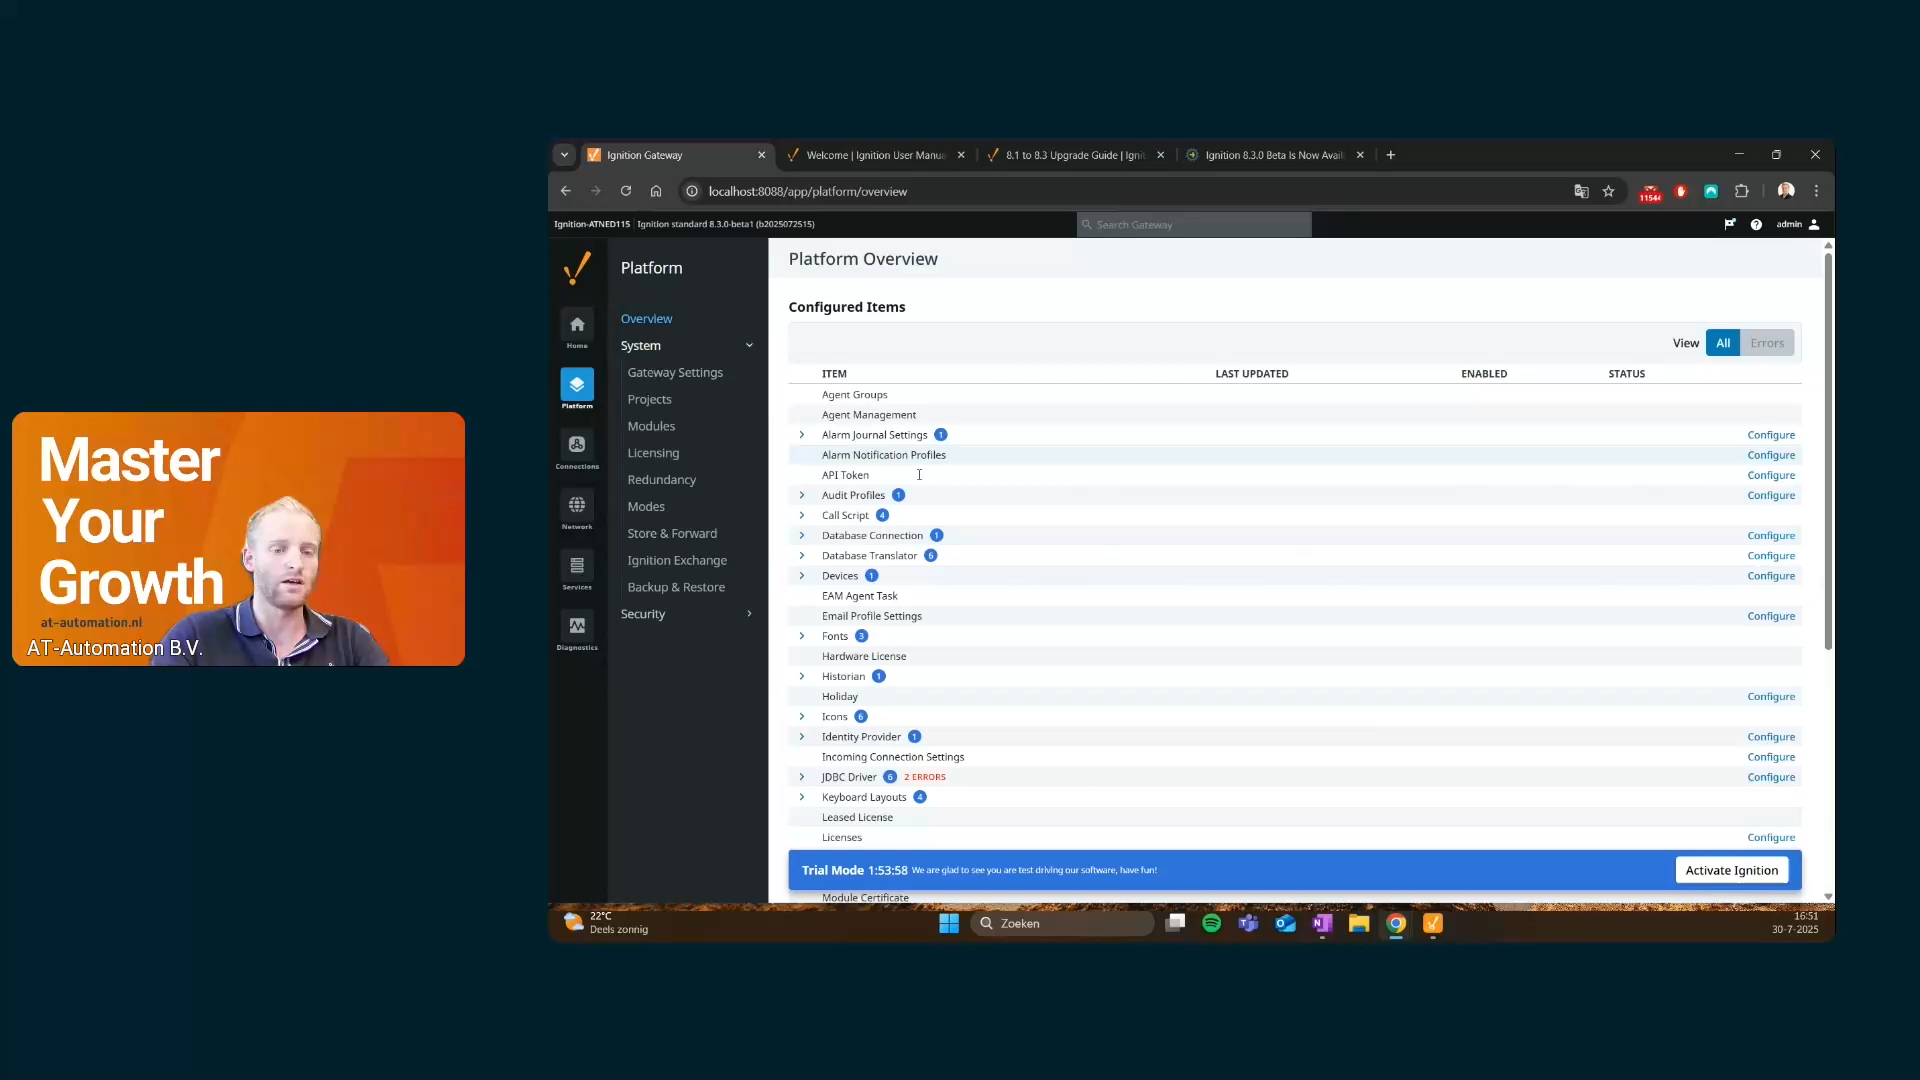 Master
Your
Growth
at-automation.nl
AT-Automation B.V.
Ignition Gateway
Welcome | Ignition User Manua
8.1 to 8.3 Upgrade Guide | Ignit
Ignition 8.3.0 Beta Is Now Avail
localhost:8088/app/platform/overview
11544
Ignition-ATNED115 | Ignition standard 8.3.0-beta1 (b2025072515)
Search Gateway
admin
Home
Platform
Connections
Network
Services
Diagnostics
Platform
Overview
System
Gateway Settings
Projects
Modules
Licensing
Redundancy
Modes
Store & Forward
Ignition Exchange
Backup & Restore
Security
Platform Overview
Configured Items
View All Errors
ITEM LAST UPDATED ENABLED STATUS
Agent Groups
Agent Management
Alarm Journal Settings 1 Configure
Alarm Notification Profiles Configure
API Token Configure
Audit Profiles 1 Configure
Call Script 4
Database Connection 1 Configure
Database Translator 6 Configure
Devices 1 Configure
EAM Agent Task
Email Profile Settings Configure
Fonts 3
Hardware License
Historian 1
Holiday Configure
Icons 6
Identity Provider 1 Configure
Incoming Connection Settings Configure
JDBC Driver 6 2 ERRORS Configure
Keyboard Layouts 4
Leased License
Licenses Configure
Trial Mode 1:53:58 We are glad to see you are test driving our software, have fun! Activate Ignition
Module Certificate
22°C
Deels zonnig
Zoeken
16:51
30-7-2025